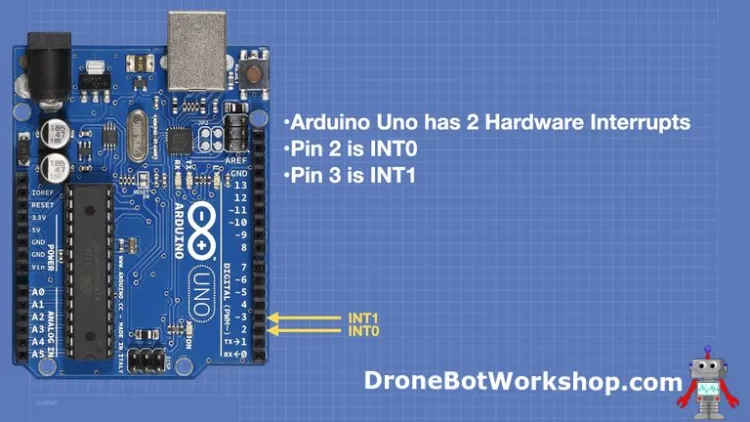 •Arduino Uno has 2 Hardware Interrupts
•Pin 2 is INT0
•Pin 3 is INT1
AREF
GND
13
12
~11
~10
~9
8
7
~6
~5
4
~3
2
TX→1
RX←0
DIGITAL (PWM~)
ARDUINO
UNO
IOREF
RESET
3.3V
5V
GND
GND
Vin
POWER
A0
A1
A2
A3
A4
A5
ANALOG IN
WWW.ARDUINO.CC - MADE IN ITALY
INT1
INT0
DroneBotWorkshop.com